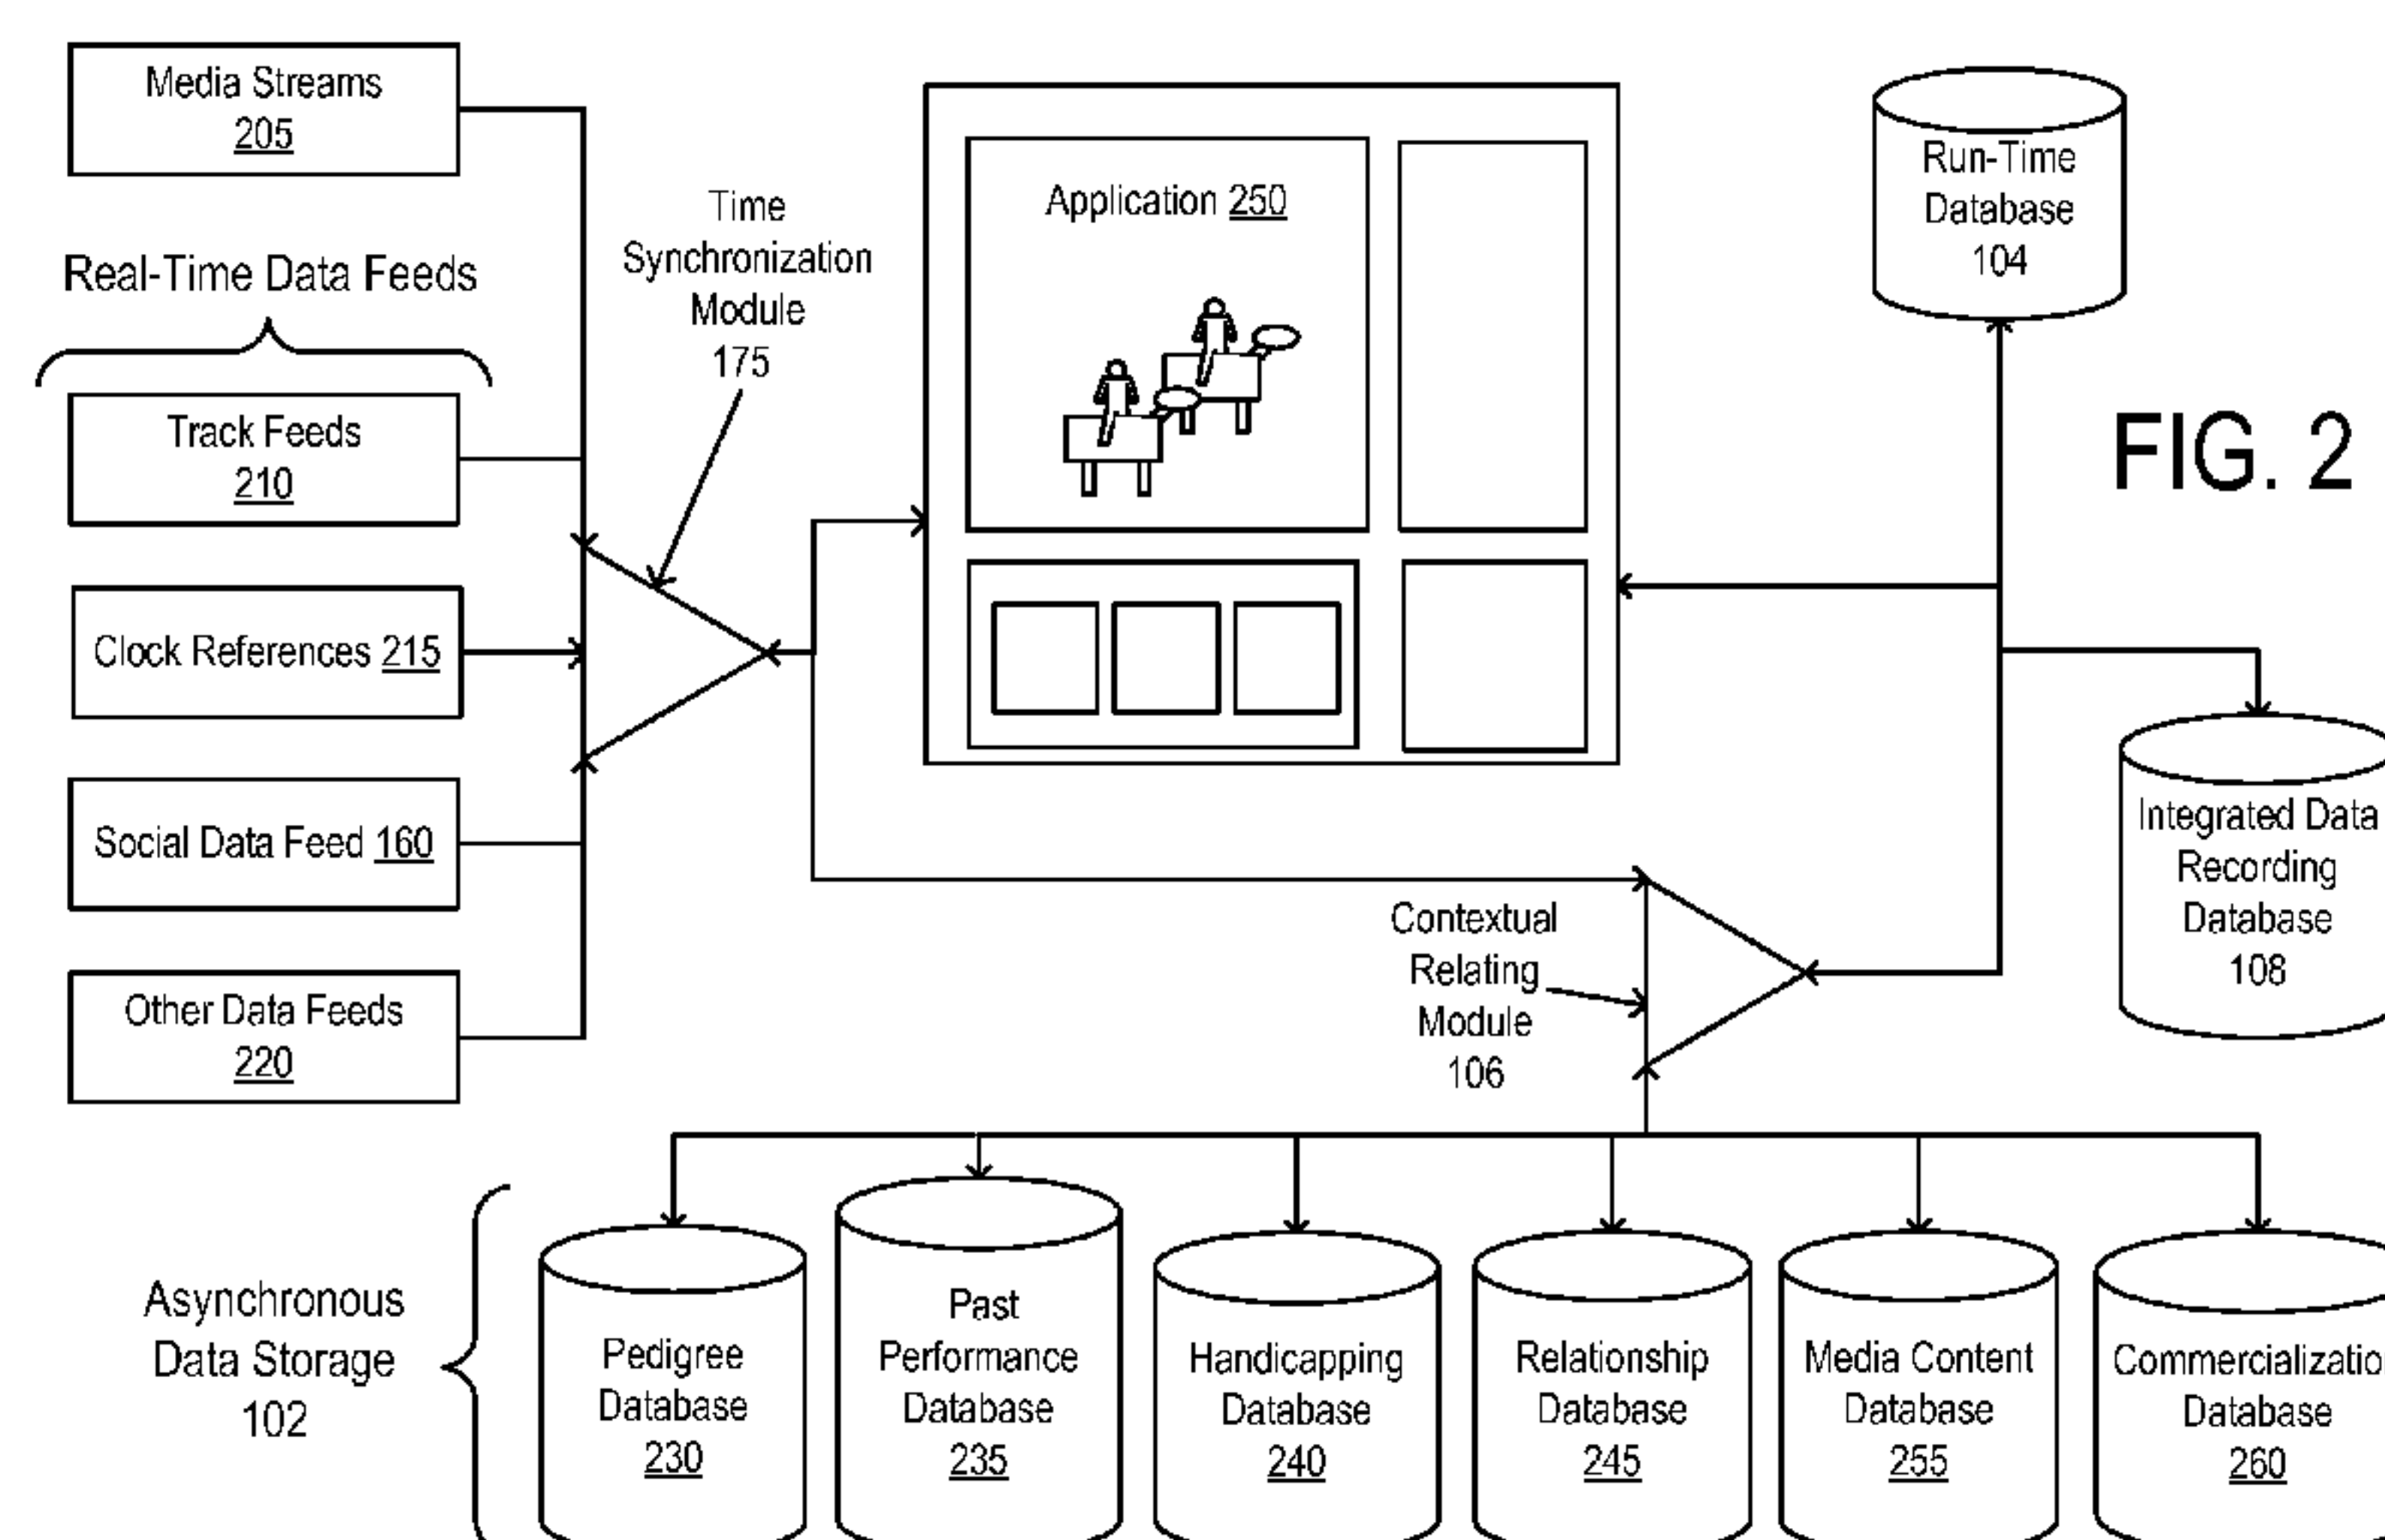 Media Streams
205
Real-Time Data Feeds
Track Feeds
210
Clock References 215
Social Data Feed 160
Other Data Feeds
220
Time
Synchronization
Module
175
Application 250
Run-Time
Database
104
FIG. 2
Integrated Data
Recording
Database
108
Contextual
Relating
Module
106
Asynchronous
Data Storage
102
Pedigree
Database
230
Past
Performance
Database
235
Handicapping
Database
240
Relationship
Database
245
Media Content
Database
255
Commercialization
Database
260